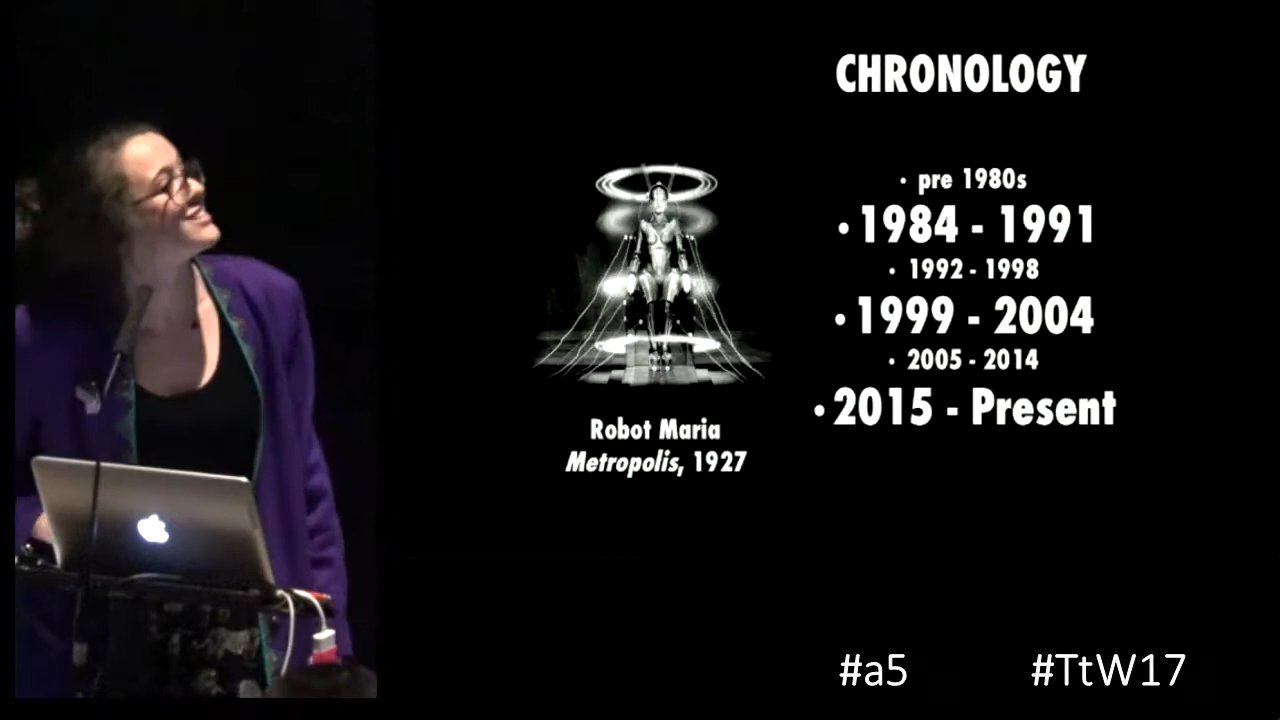 CHRONOLOGY
• pre 1980s
• 1984 - 1991
• 1992 - 1998
• 1999 - 2004
• 2005 - 2014
• 2015 - Present
Robot Maria
Metropolis, 1927
#a5 #TtW17